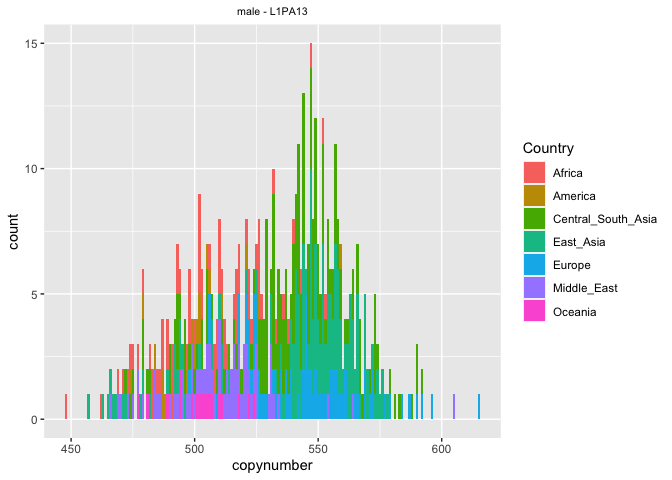 male - L1PA13
15
10
5
0
count
450
500
550
600
copynumber
Country
Africa
America
Central_South_Asia
East_Asia
Europe
Middle_East
Oceania